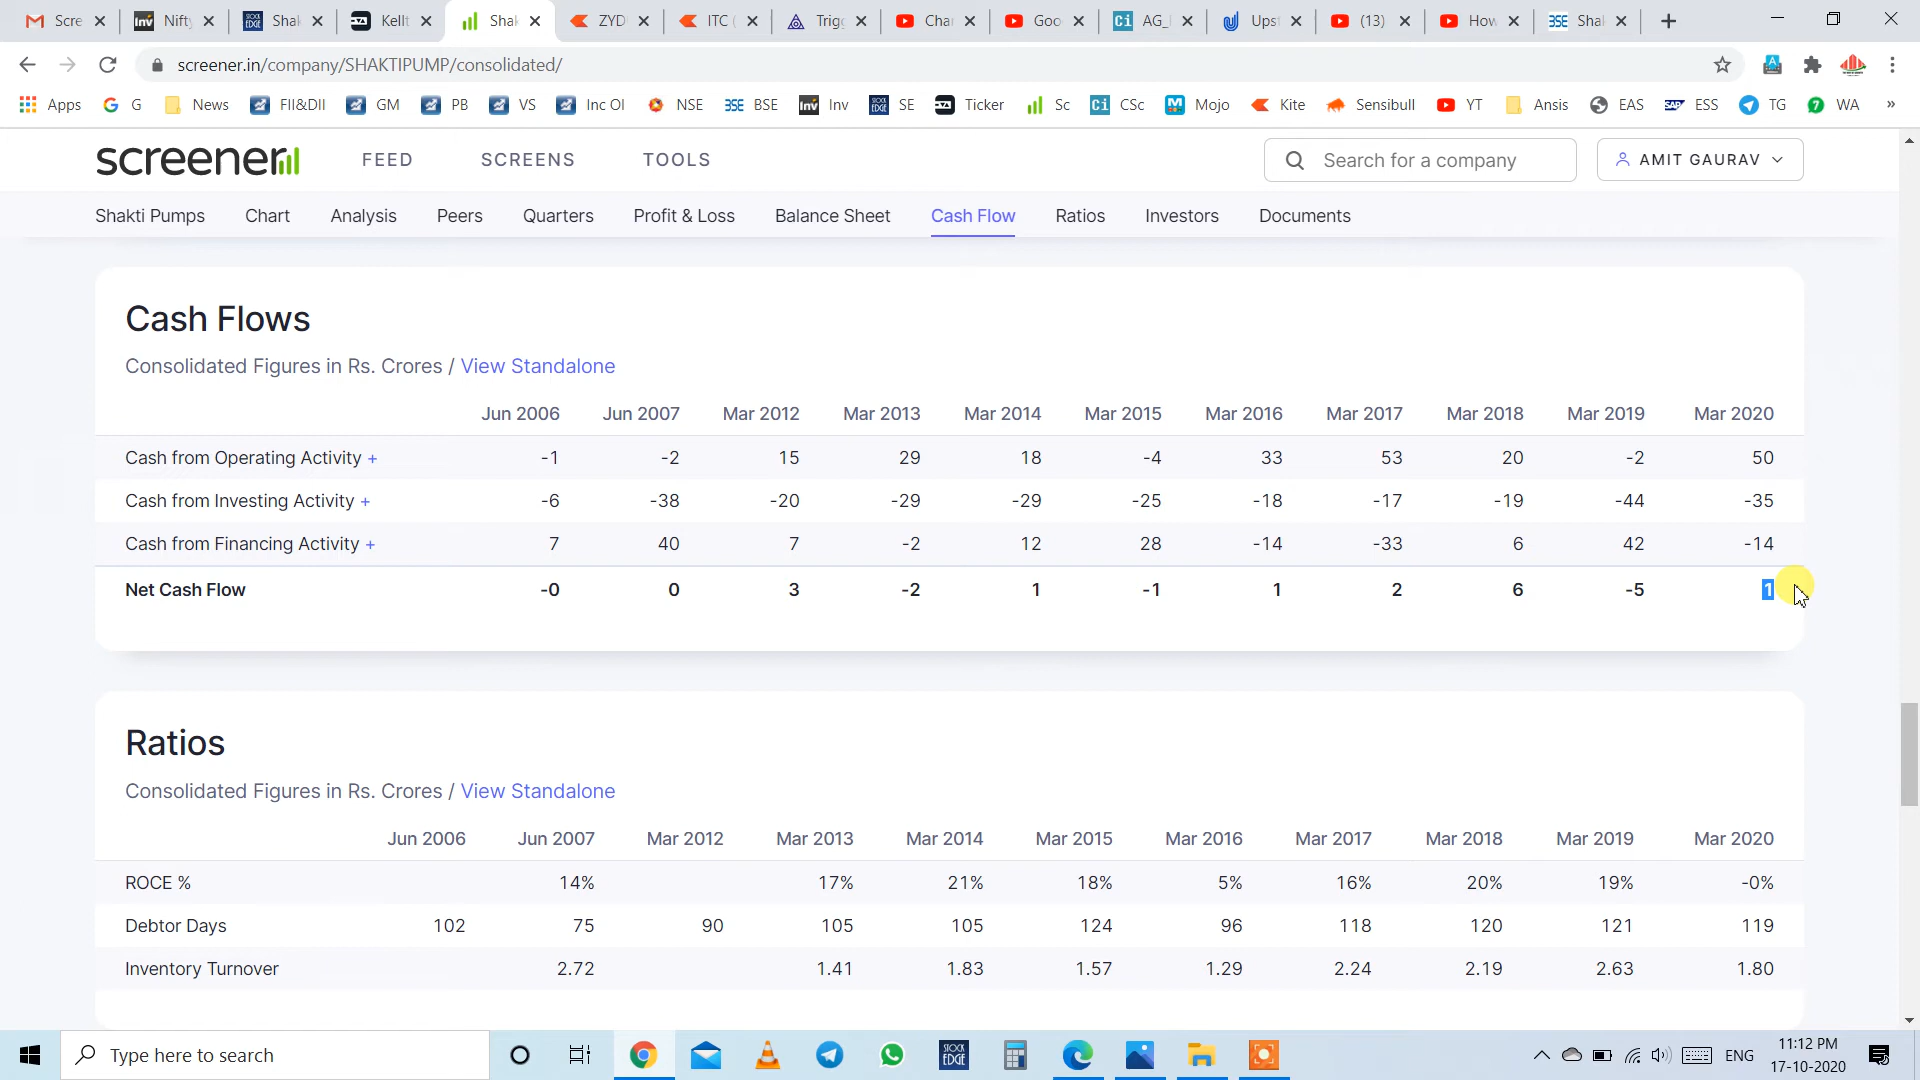 Scre Nifty Shak Kellt Shak ZYD ITC ( Trigg Char Goo AG_ Upst (13) How Shak
screener.in/company/SHAKTIPUMP/consolidated/
Apps G News FII&DII GM PB VS Inc OI NSE BSE Inv SE Ticker Sc CSc Mojo Kite Sensibull YT Ansis EAS ESS TG WA »
screener FEED SCREENS TOOLS Search for a company AMIT GAURAV
Shakti Pumps Chart Analysis Peers Quarters Profit & Loss Balance Sheet Cash Flow Ratios Investors Documents
Cash Flows
Consolidated Figures in Rs. Crores / View Standalone
Jun 2006 Jun 2007 Mar 2012 Mar 2013 Mar 2014 Mar 2015 Mar 2016 Mar 2017 Mar 2018 Mar 2019 Mar 2020
Cash from Operating Activity + -1 -2 15 29 18 -4 33 53 20 -2 50
Cash from Investing Activity + -6 -38 -20 -29 -29 -25 -18 -17 -19 -44 -35
Cash from Financing Activity + 7 40 7 -2 12 28 -14 -33 6 42 -14
Net Cash Flow -0 0 3 -2 1 -1 1 2 6 -5 1
Ratios
Consolidated Figures in Rs. Crores / View Standalone
Jun 2006 Jun 2007 Mar 2012 Mar 2013 Mar 2014 Mar 2015 Mar 2016 Mar 2017 Mar 2018 Mar 2019 Mar 2020
ROCE % 14% 17% 21% 18% 5% 16% 20% 19% -0%
Debtor Days 102 75 90 105 105 124 96 118 120 121 119
Inventory Turnover 2.72 1.41 1.83 1.57 1.29 2.24 2.19 2.63 1.80
Type here to search STOCK EDGE ENG 11:12 PM
17-10-2020